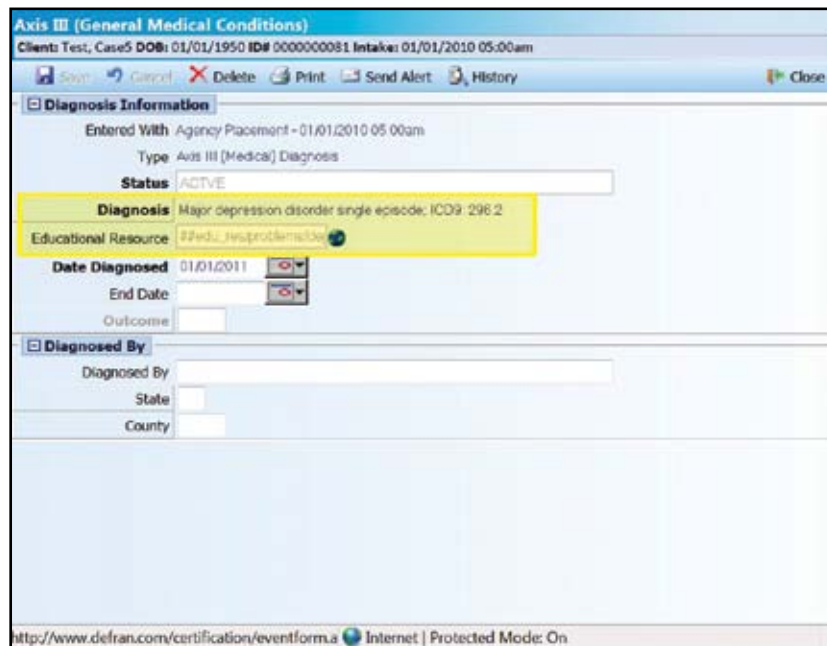 Axis III (General Medical Conditions)
Client: Test, Case5 DOB: 01/01/1950 ID# 0000000081 Intake: 01/01/2010 05:00am
Save Cancel Delete Print Send Alert History Close
Diagnosis Information
Entered With Agency Placement - 01/01/2010 05:00am
Type Axis III (Medical) Diagnosis
Status ACTVE
Diagnosis Major depression disorder single episode; ICD9: 296.2
Educational Resource
Date Diagnosed 01/01/2011
End Date
Outcome
Diagnosed By
Diagnosed By
State
County
http://www.defran.com/certification/eventform.a Internet | Protected Mode: On